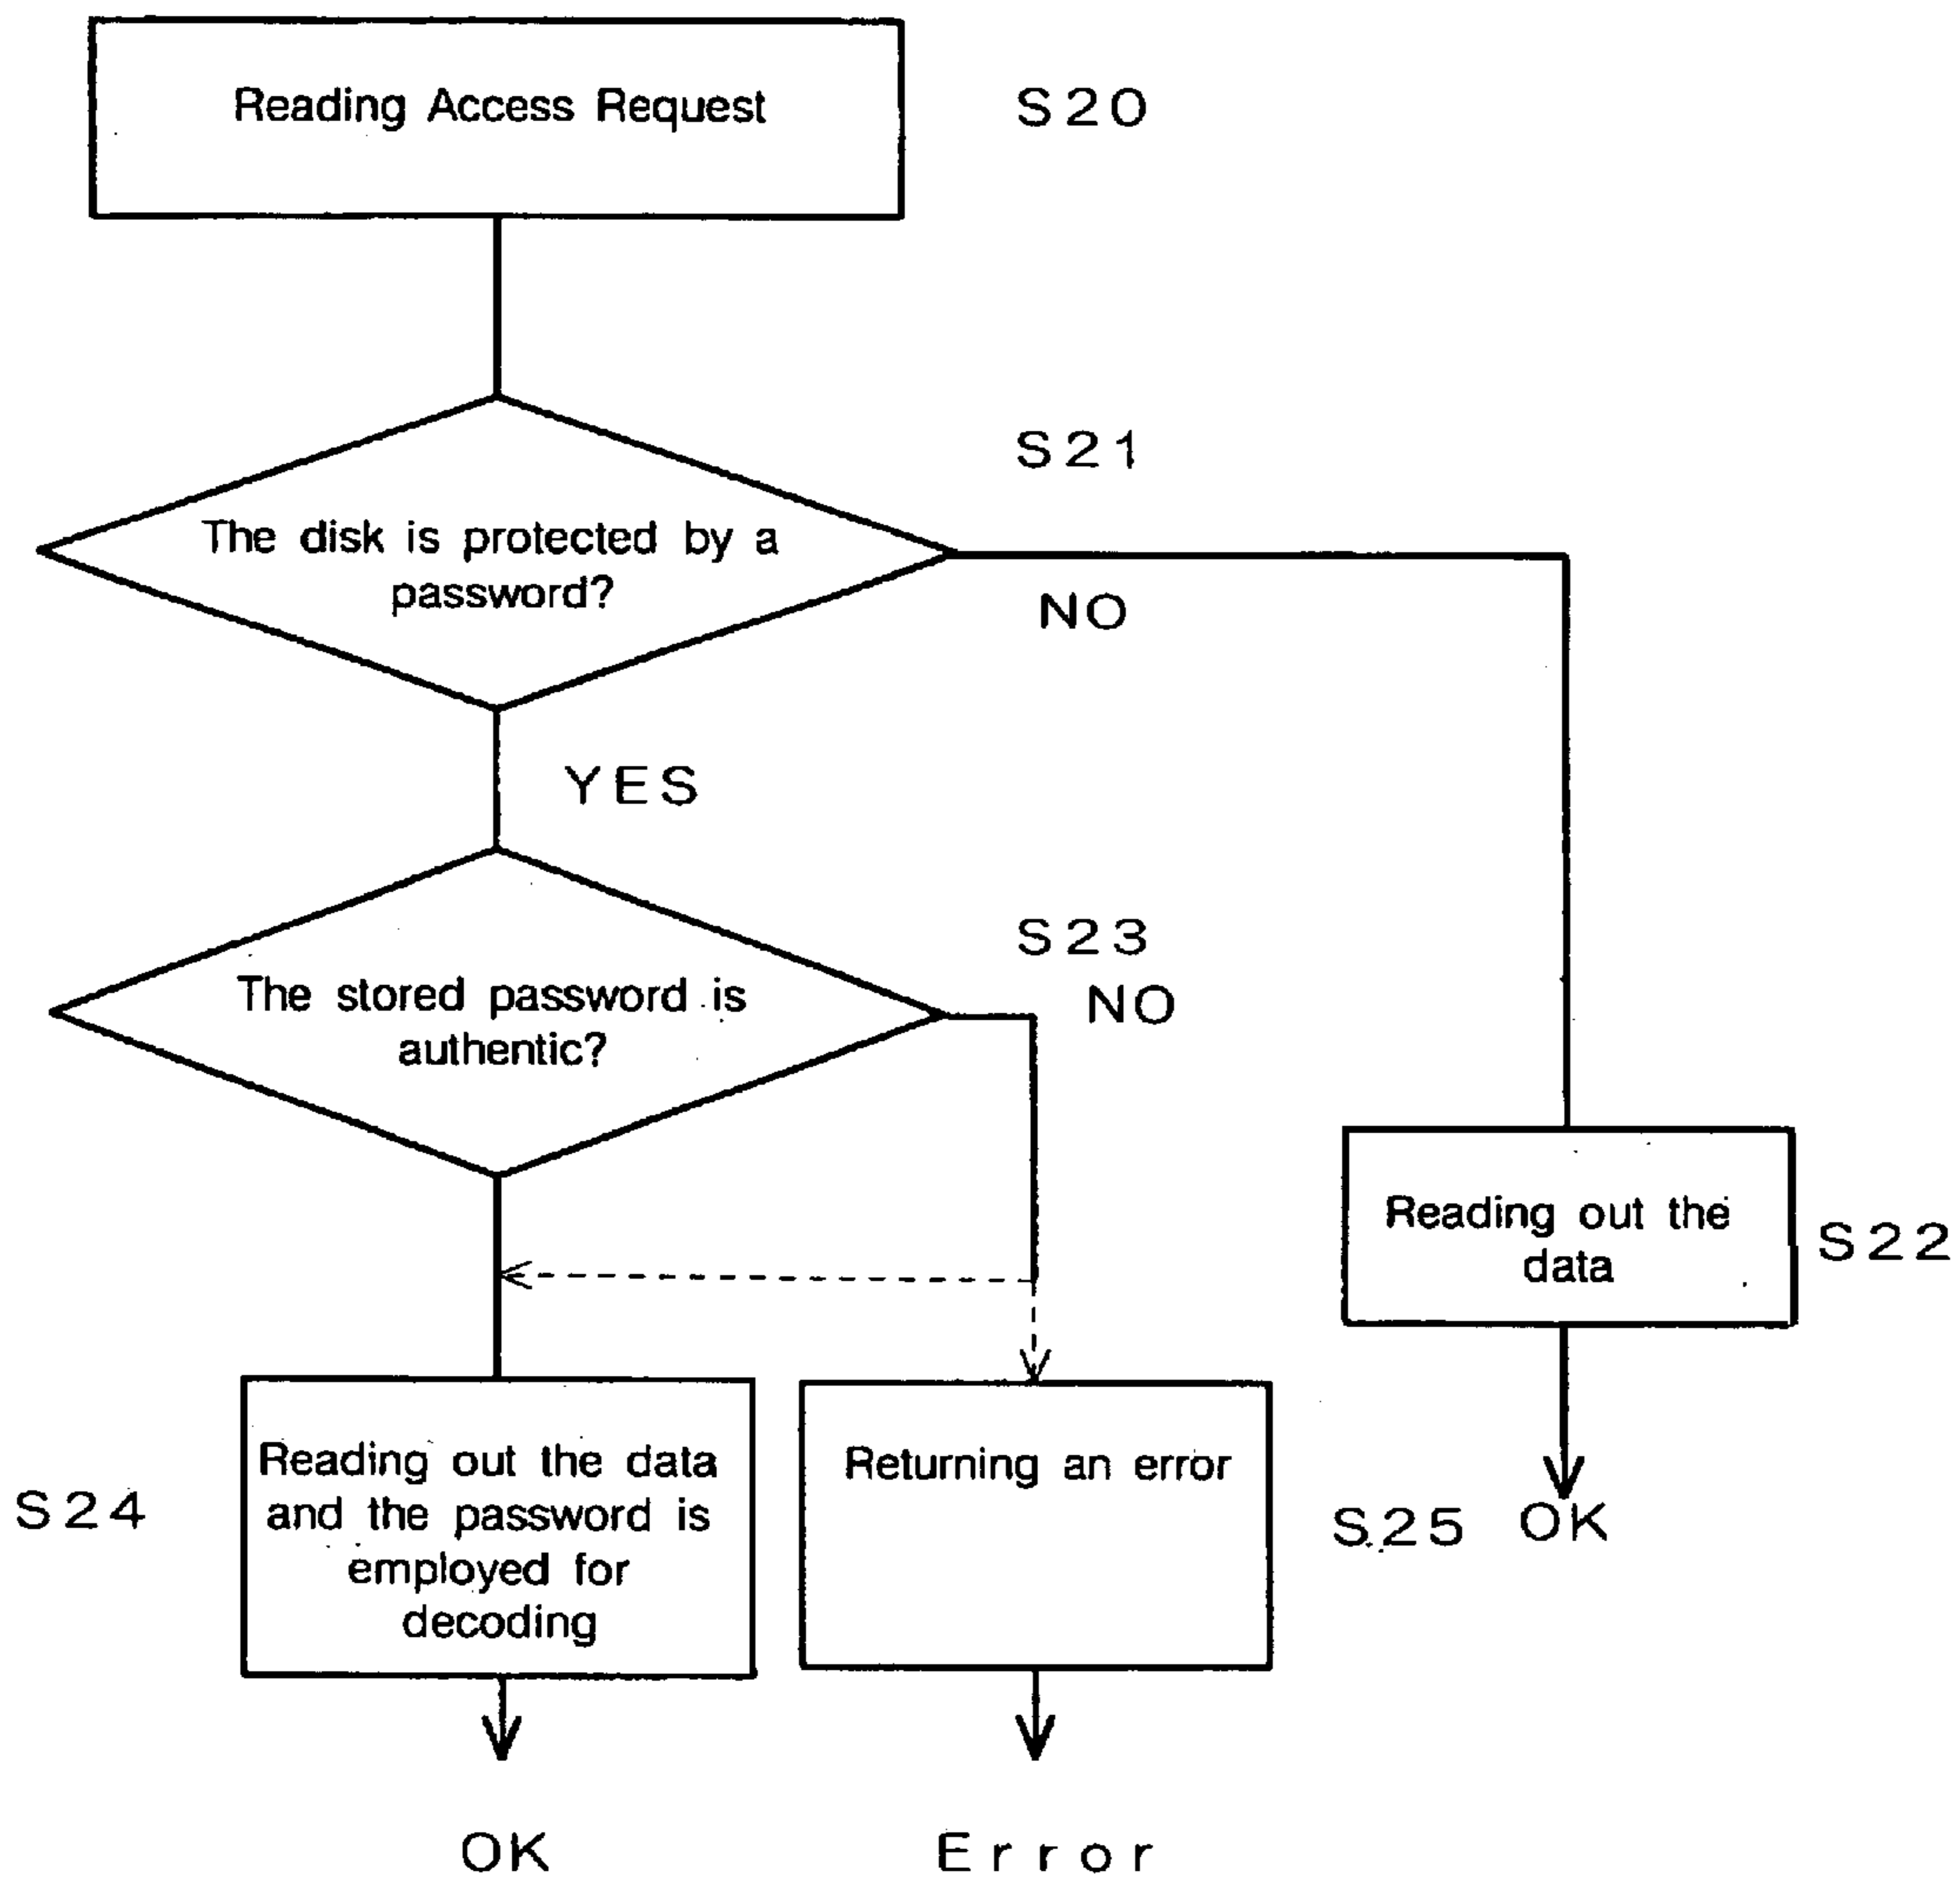 Reading Access Request
S20
S21
The disk is protected by a
password?
NO
YES
S23
The stored password is
authentic?
NO
Reading out the
data
S22
Reading out the data
and the password is
employed for
decoding
S24
Returning an error
S25
OK
OK
Error